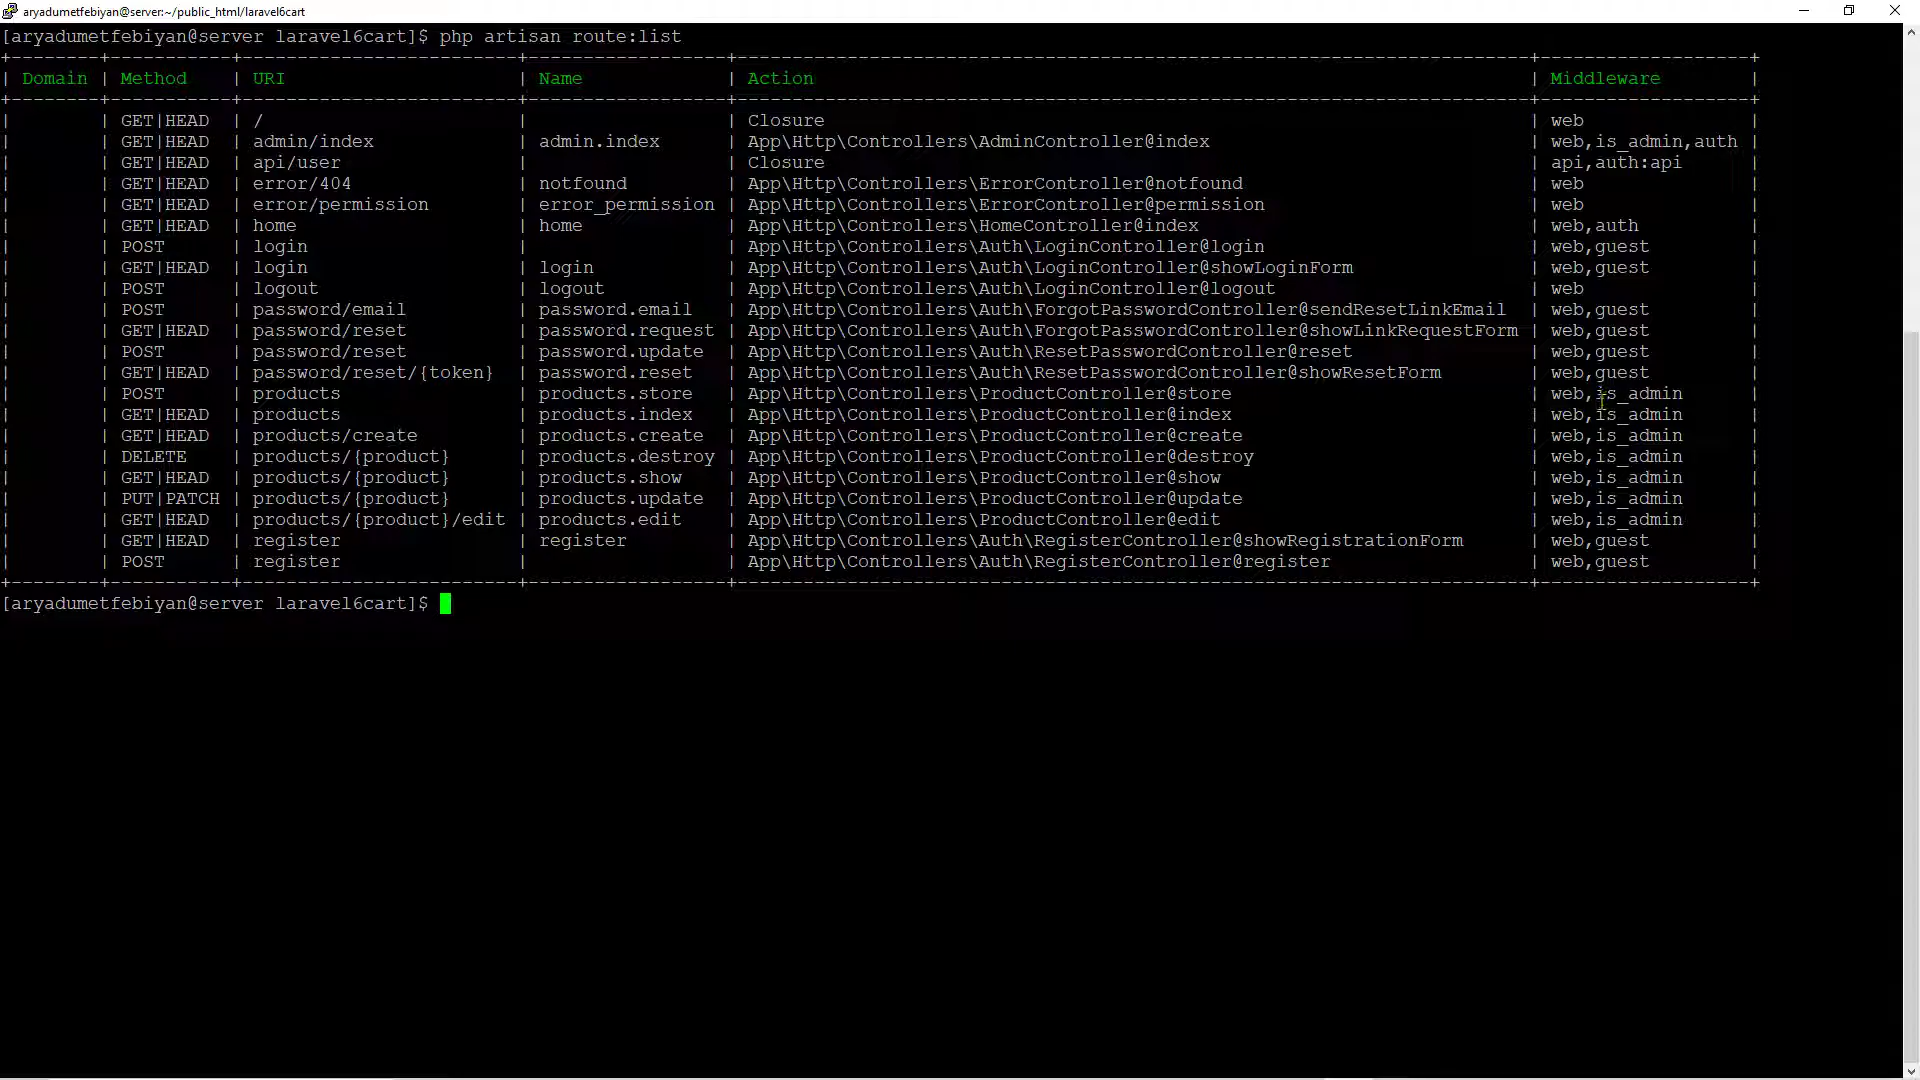 aryadumetfebiyan@server:~/public_html/laravel6cart
[aryadumetfebiyan@server laravel6cart]$ php artisan route:list
+--------+-----------+-------------------------+------------------+------------------------------------------------------------------------+-------------------+
| Domain | Method    | URI                     | Name             | Action                                                                 | Middleware        |
+--------+-----------+-------------------------+------------------+------------------------------------------------------------------------+-------------------+
|        | GET|HEAD  | /                       |                  | Closure                                                                | web               |
|        | GET|HEAD  | admin/index             | admin.index      | App\Http\Controllers\AdminController@index                             | web,is_admin,auth |
|        | GET|HEAD  | api/user                |                  | Closure                                                                | api,auth:api      |
|        | GET|HEAD  | error/404               | notfound         | App\Http\Controllers\ErrorController@notfound                          | web               |
|        | GET|HEAD  | error/permission        | error_permission | App\Http\Controllers\ErrorController@permission                        | web               |
|        | GET|HEAD  | home                    | home             | App\Http\Controllers\HomeController@index                              | web,auth          |
|        | POST      | login                   |                  | App\Http\Controllers\Auth\LoginController@login                        | web,guest         |
|        | GET|HEAD  | login                   | login            | App\Http\Controllers\Auth\LoginController@showLoginForm                | web,guest         |
|        | POST      | logout                  | logout           | App\Http\Controllers\Auth\LoginController@logout                       | web               |
|        | POST      | password/email          | password.email   | App\Http\Controllers\Auth\ForgotPasswordController@sendResetLinkEmail  | web,guest         |
|        | GET|HEAD  | password/reset          | password.request | App\Http\Controllers\Auth\ForgotPasswordController@showLinkRequestForm | web,guest         |
|        | POST      | password/reset          | password.update  | App\Http\Controllers\Auth\ResetPasswordController@reset                | web,guest         |
|        | GET|HEAD  | password/reset/{token}  | password.reset   | App\Http\Controllers\Auth\ResetPasswordController@showResetForm        | web,guest         |
|        | POST      | products                | products.store   | App\Http\Controllers\ProductController@store                           | web,is_admin      |
|        | GET|HEAD  | products                | products.index   | App\Http\Controllers\ProductController@index                           | web,is_admin      |
|        | GET|HEAD  | products/create         | products.create  | App\Http\Controllers\ProductController@create                          | web,is_admin      |
|        | DELETE    | products/{product}      | products.destroy | App\Http\Controllers\ProductController@destroy                         | web,is_admin      |
|        | GET|HEAD  | products/{product}      | products.show    | App\Http\Controllers\ProductController@show                            | web,is_admin      |
|        | PUT|PATCH | products/{product}      | products.update  | App\Http\Controllers\ProductController@update                          | web,is_admin      |
|        | GET|HEAD  | products/{product}/edit | products.edit    | App\Http\Controllers\ProductController@edit                            | web,is_admin      |
|        | GET|HEAD  | register                | register         | App\Http\Controllers\Auth\RegisterController@showRegistrationForm      | web,guest         |
|        | POST      | register                |                  | App\Http\Controllers\Auth\RegisterController@register                  | web,guest         |
+--------+-----------+-------------------------+------------------+------------------------------------------------------------------------+-------------------+
[aryadumetfebiyan@server laravel6cart]$